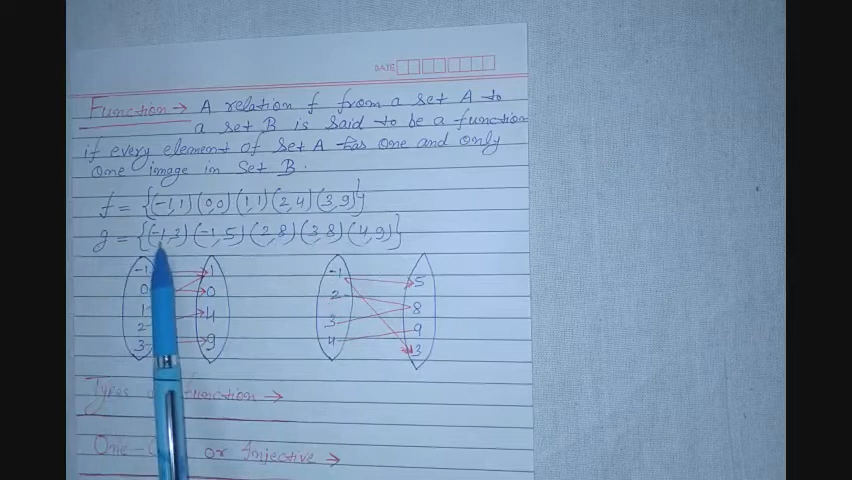 DATE
Function → A relation f from a set A to
a set B is said to be a function
if every element of set A has one and only
one image in set B.
f = {(-1,1) (0,0) (1,1) (2,4) (3,9)}
g = {(-1,3) (-1,5) (2,8) (3,8) (4,9)}
-1 1 -1 5
0 0 2 8
1 4 3 9
2 9 4 3
3
Types function →
One- or Injective →